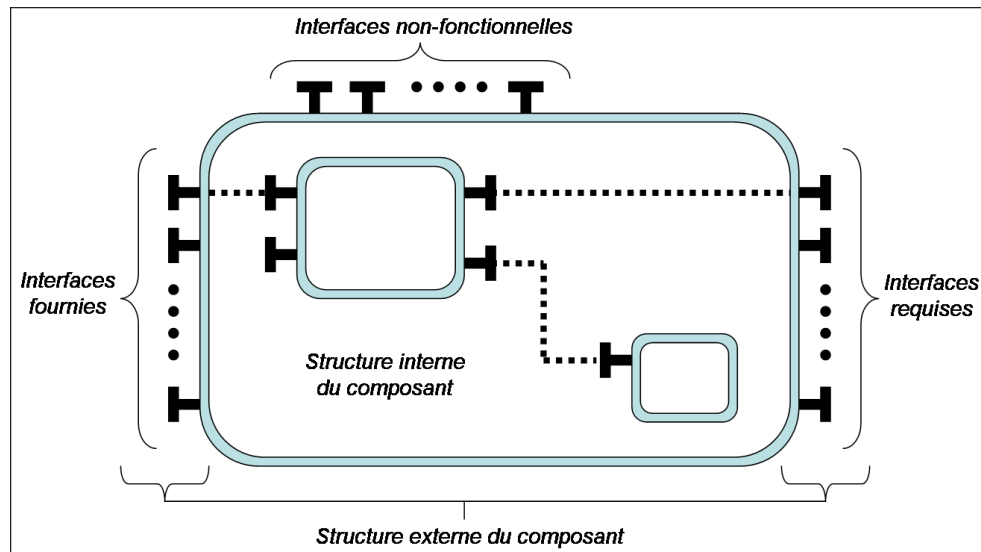 Interfaces non-fonctionnelles
Interfaces
fournies
Interfaces
requises
Structure interne
du composant
Structure externe du composant